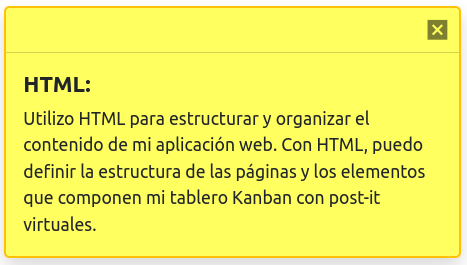 HTML:
Utilizo HTML para estructurar y organizar el
contenido de mi aplicación web. Con HTML, puedo
definir la estructura de las páginas y los elementos
que componen mi tablero Kanban con post-it
virtuales.